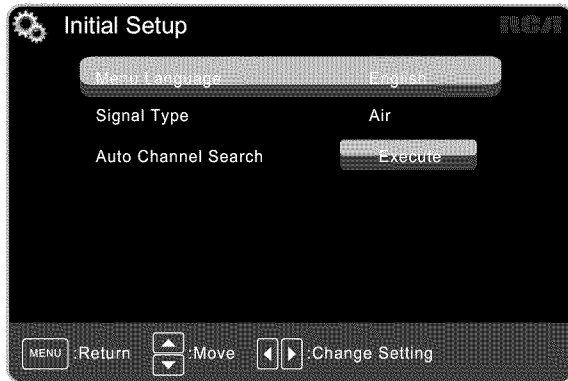 Initial Setup RCA
Menu Language English
Signal Type Air
Auto Channel Search Execute
MENU :Return :Move :Change Setting